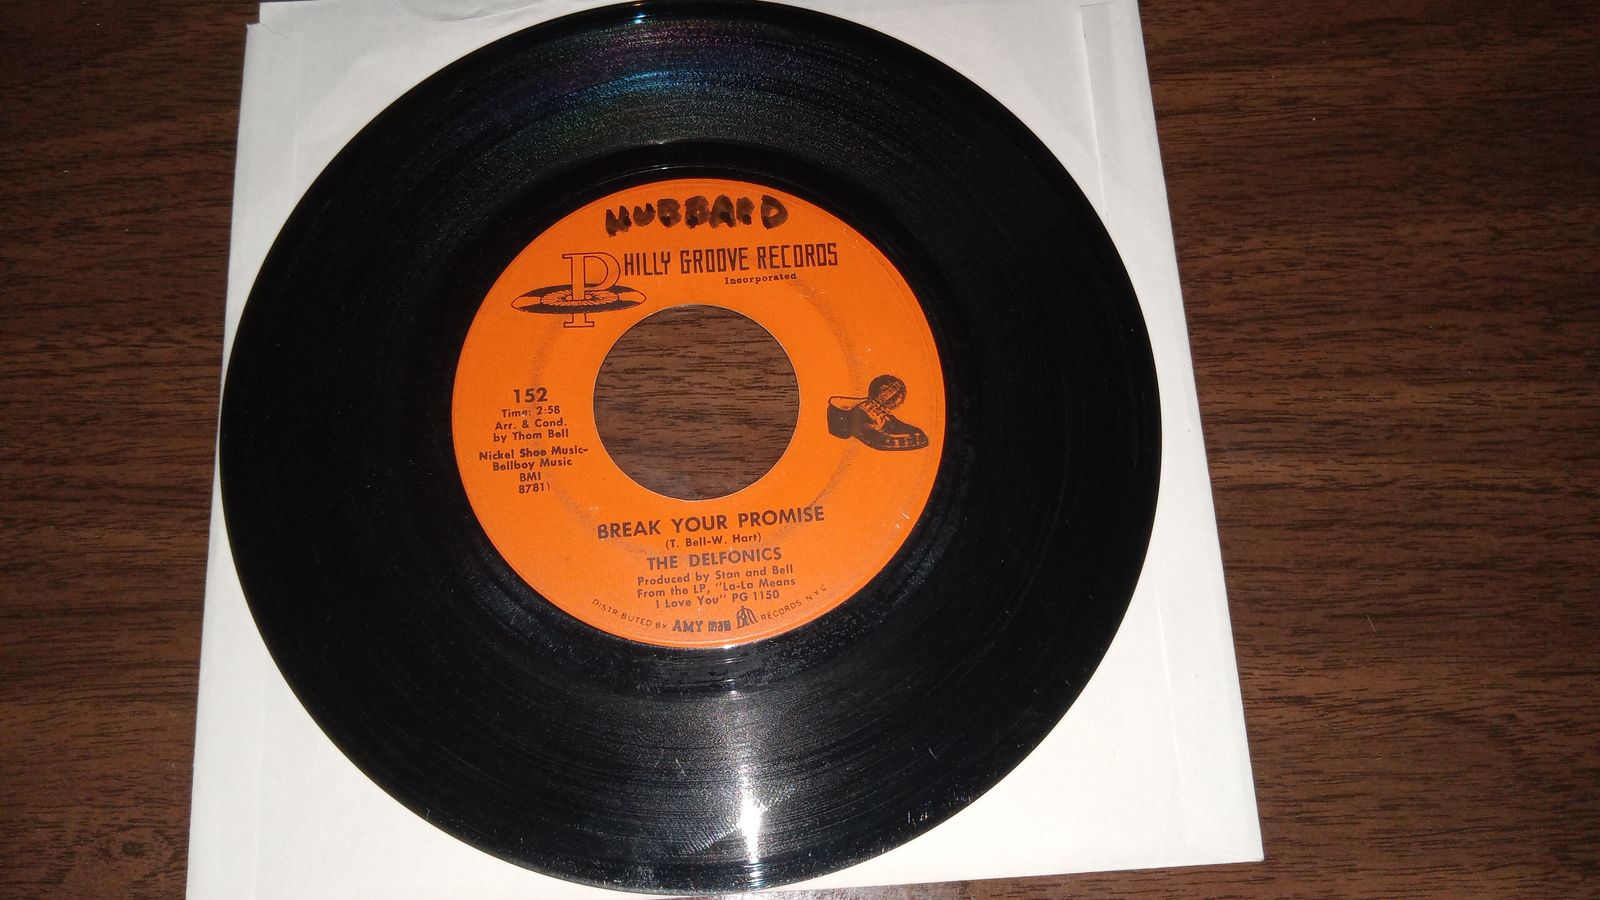 HUBBARD
PHILLY GROOVE RECORDS
Incorporated
152
Time: 2:58
Arr. & Cond.
by Thom Bell
Nickel Shoe Music-
Bellboy Music
BMI
8781)
BREAK YOUR PROMISE
(T. Bell-W. Hart)
THE DELFONICS
Produced by Stan and Bell
From the LP, "La-La Means
I Love You" PG 1150
DISTRIBUTED BY AMY mala BELL RECORDS N.Y.C.